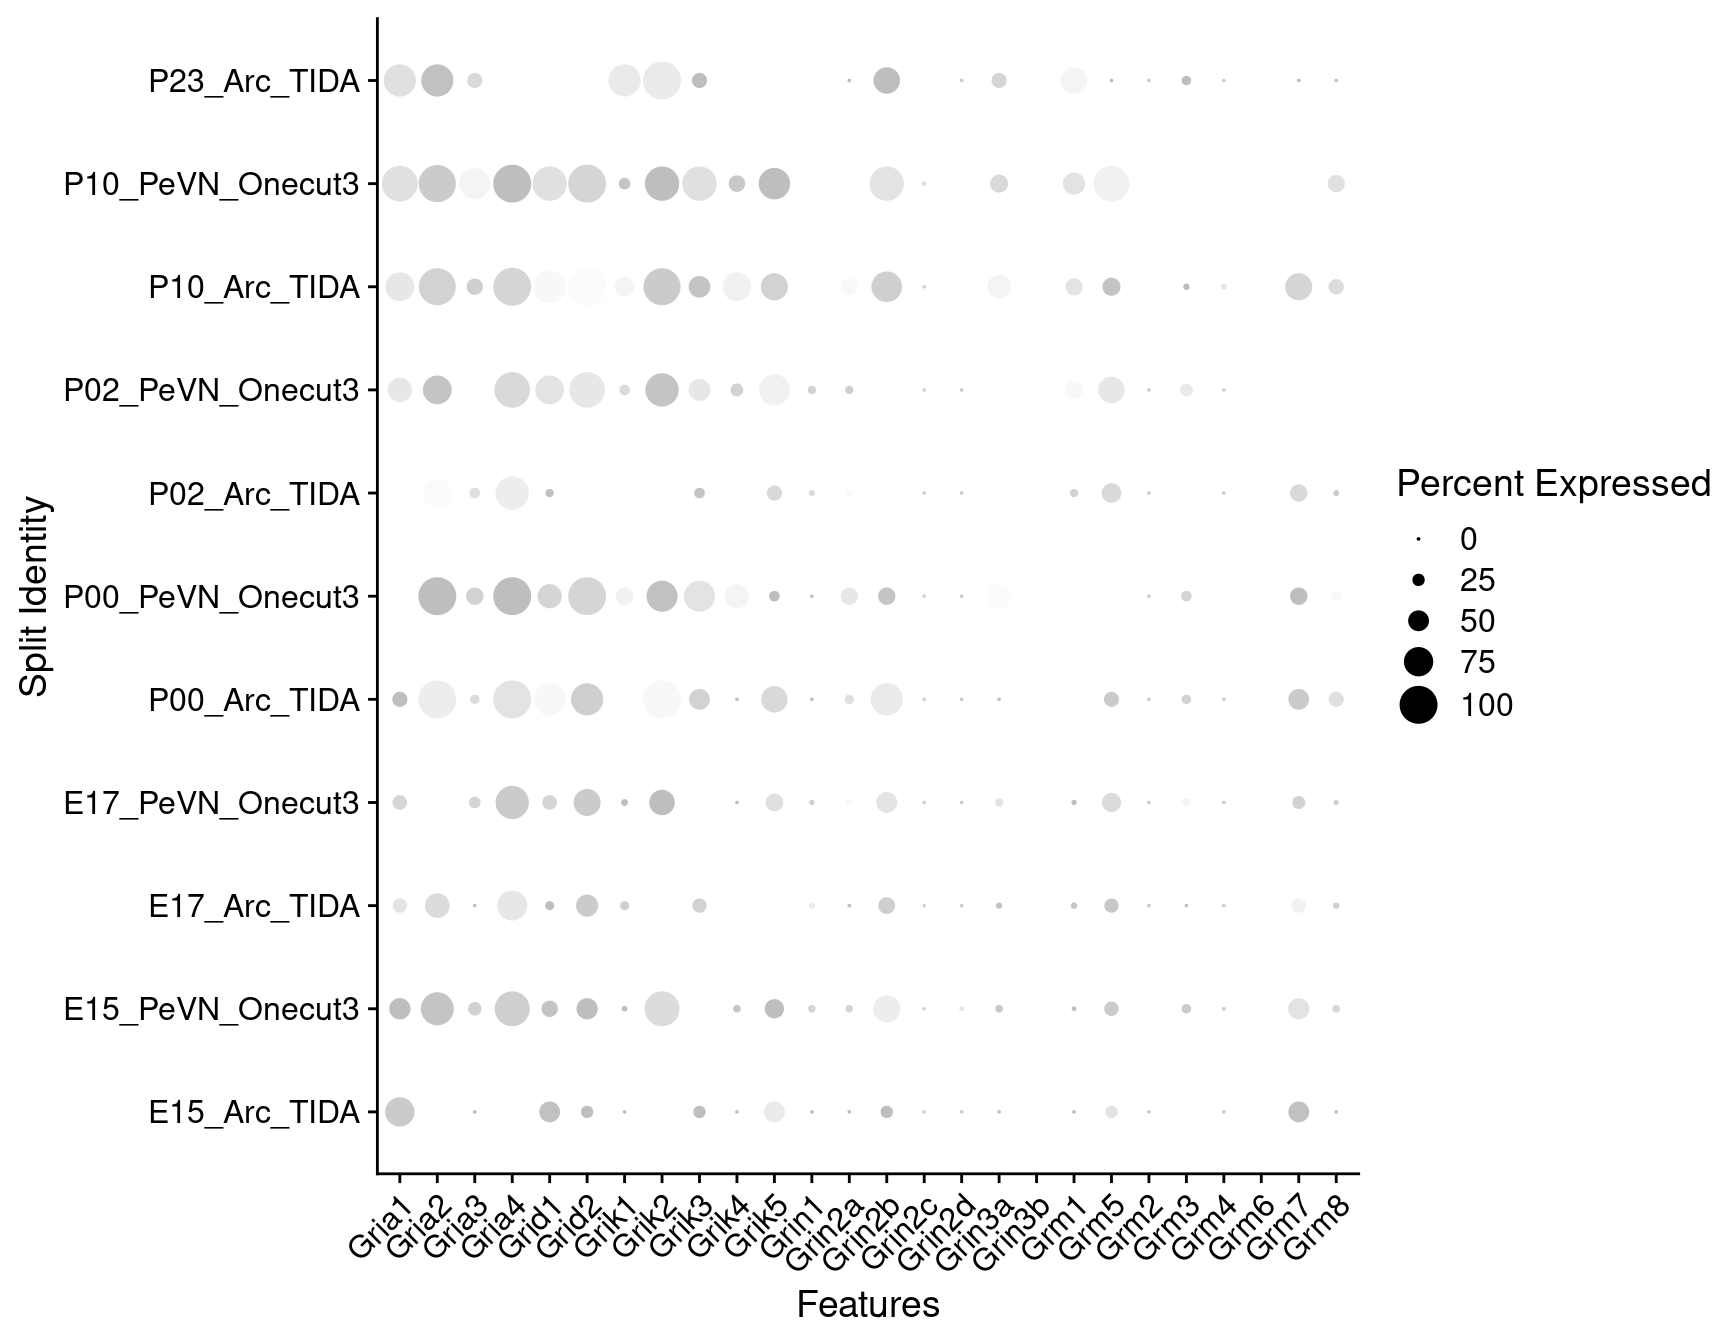 Split Identity
P23_Arc_TIDA
P10_PeVN_Onecut3
P10_Arc_TIDA
P02_PeVN_Onecut3
P02_Arc_TIDA
P00_PeVN_Onecut3
P00_Arc_TIDA
E17_PeVN_Onecut3
E17_Arc_TIDA
E15_PeVN_Onecut3
E15_Arc_TIDA
Gria1
Gria2
Gria3
Gria4
Grid1
Grid2
Grik1
Grik2
Grik3
Grik4
Grik5
Grin1
Grin2a
Grin2b
Grin2c
Grin2d
Grin3a
Grin3b
Grm1
Grm5
Grm2
Grm3
Grm4
Grm6
Grm7
Grm8
Features
Percent Expressed
0
25
50
75
100